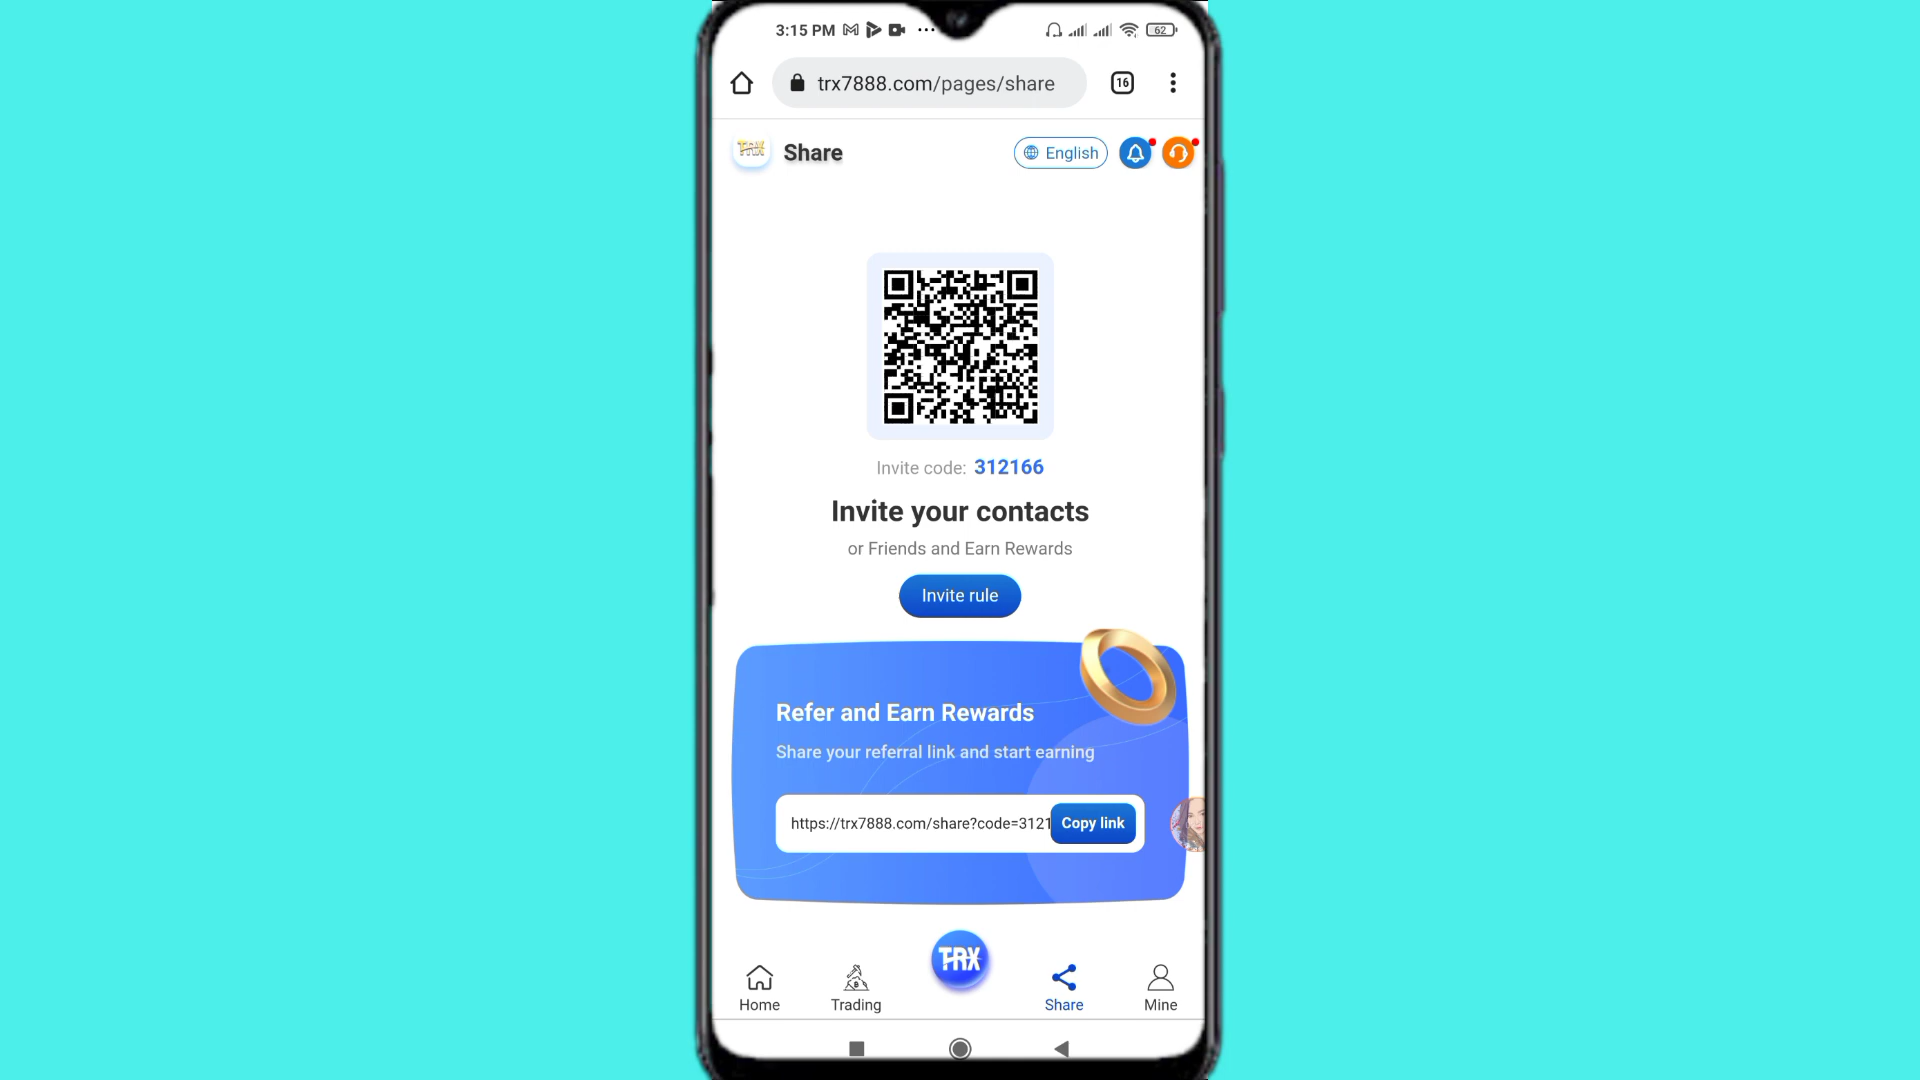 3:15 PM
62
trx7888.com/pages/share
16
TRX
Share
English
Invite code: 312166
Invite your contacts
or Friends and Earn Rewards
Invite rule
Refer and Earn Rewards
Share your referral link and start earning
https://trx7888.com/share?code=3121
Copy link
TRX
Home
Trading
Share
Mine